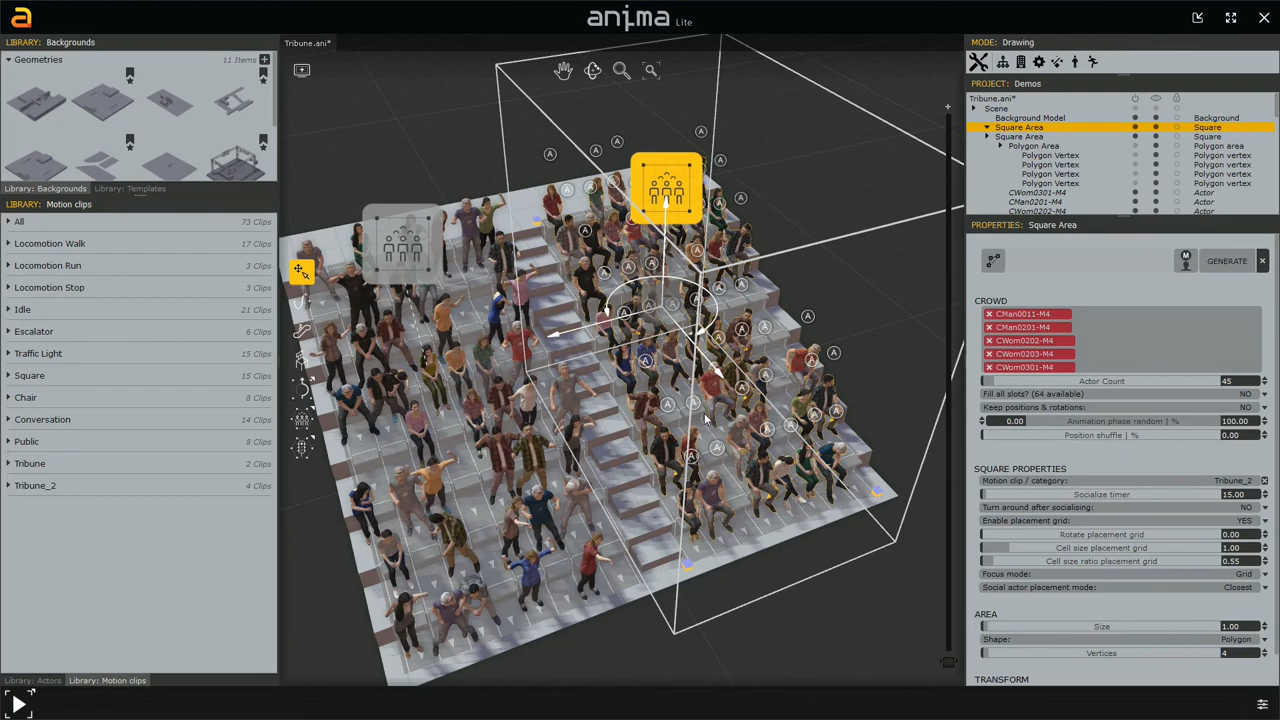 anima Lite
LIBRARY: Backgrounds
Geometries 11 Items
Library: Backgrounds Library: Templates
LIBRARY: Motion clips
All 73 Clips
Locomotion Walk 17 Clips
Locomotion Run 3 Clips
Locomotion Stop 3 Clips
Idle 21 Clips
Escalator 3 Clips
Traffic Light 3 Clips
Square 15 Clips
Chair 8 Clips
Conversation 14 Clips
Public 8 Clips
Tribune 2 Clips
Tribune_2 4 Clips
Library: Actors Library: Motion clips
Tribune.ani*
MODE: Drawing
PROJECT: Demos
Tribune.ani*
Scene
Background Model Background
Square Area Square
Square Area Square
Polygon Area Polygon area
Polygon Vertex Polygon vertex
Polygon Vertex Polygon vertex
Polygon Vertex Polygon vertex
Polygon Vertex Polygon vertex
CWom0301-M4 Actor
CMan0201-M4 Actor
CWom0202-M4 Actor
PROPERTIES: Square Area
M GENERATE
CROWD
CMan0011-M4
CMan0201-M4
CWom0202-M4
CWom0203-M4
CWom0301-M4
Actor Count 45
Fill all slots? (64 available) NO
Keep positions & rotations: NO
0.00 Animation phase random | % 100.00
Position shuffle | % 0.00
SQUARE PROPERTIES
Motion clip / category: Tribune_2
Socialize timer 15.00
Turn around after socialising: NO
Enable placement grid: YES
Rotate placement grid 0.00
Cell size placement grid 1.00
Cell size ratio placement grid 0.55
Focus mode: Grid
Social actor placement mode: Closest
AREA
Size 1.00
Shape: Polygon
Vertices 4
TRANSFORM